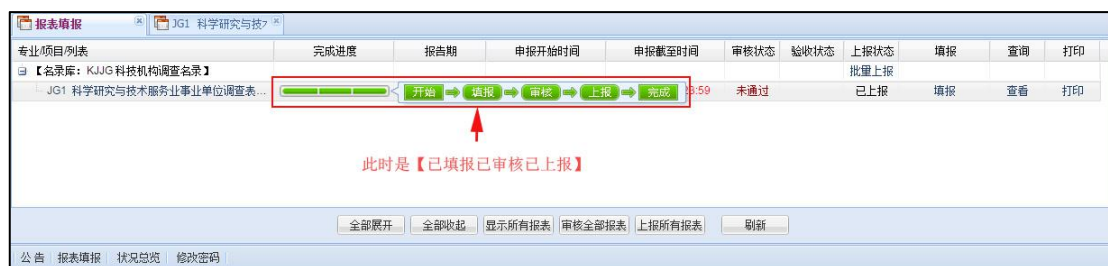 报表填报 JG1 科学研究与技
专业/项目/列表 完成进度 报告期 申报开始时间 申报截至时间 审核状态 验收状态 上报状态 填报 查询 打印
【名录库：KJJG科技机构调查名录】 批量上报
JG1 科学研究与技术服务业事业单位调查表... 开始 填报 审核 上报 完成 :59 未通过 已上报 填报 查看 打印
此时是【已填报已审核已上报】
全部展开 全部收起 显示所有报表 审核全部报表 上报所有报表 刷新
公告 报表填报 状况总览 修改密码